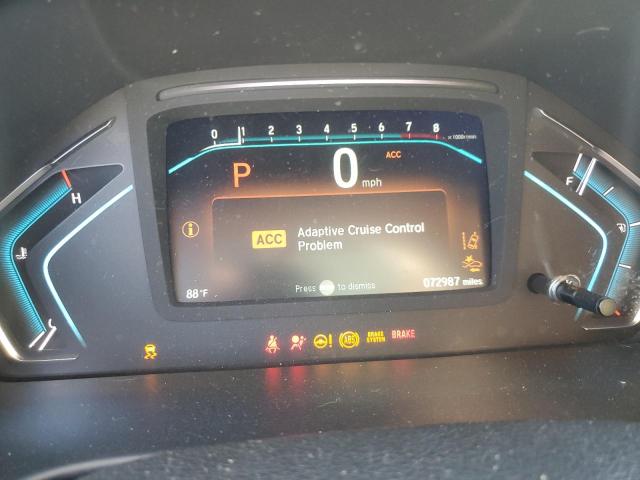 0 1 2 3 4 5 6 7 8 x1000r/min
P 0 mph ACC
H
F
ACC Adaptive Cruise Control
Problem
Press to dismiss
88°F
072987 miles
ABS BRAKE SYSTEM BRAKE